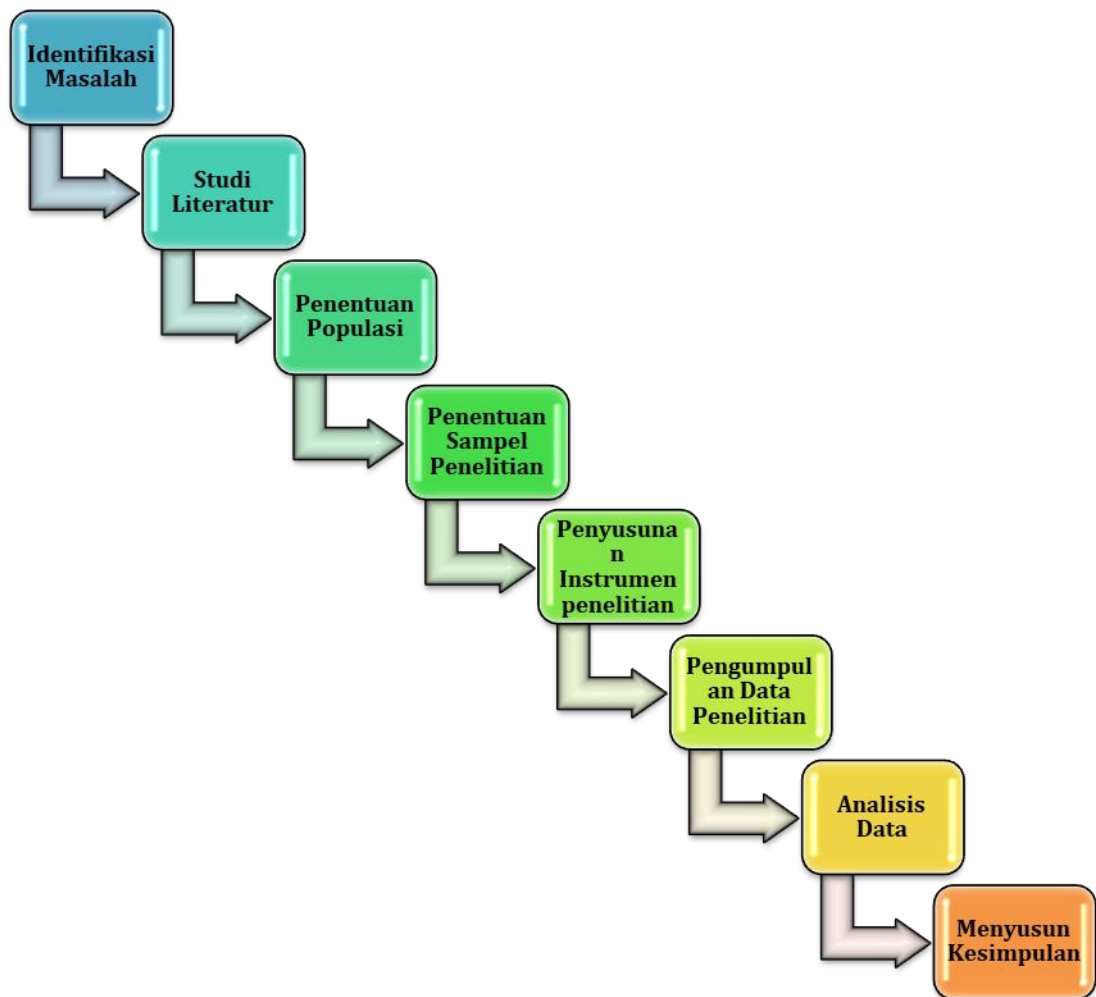 Identifikasi
Masalah
Studi
Literatur
Penentuan
Populasi
Penentuan
Sampel
Penelitian
Penyusuna
n
Instrumen
penelitian
Pengumpul
an Data
Penelitian
Analisis
Data
Menyusun
Kesimpulan